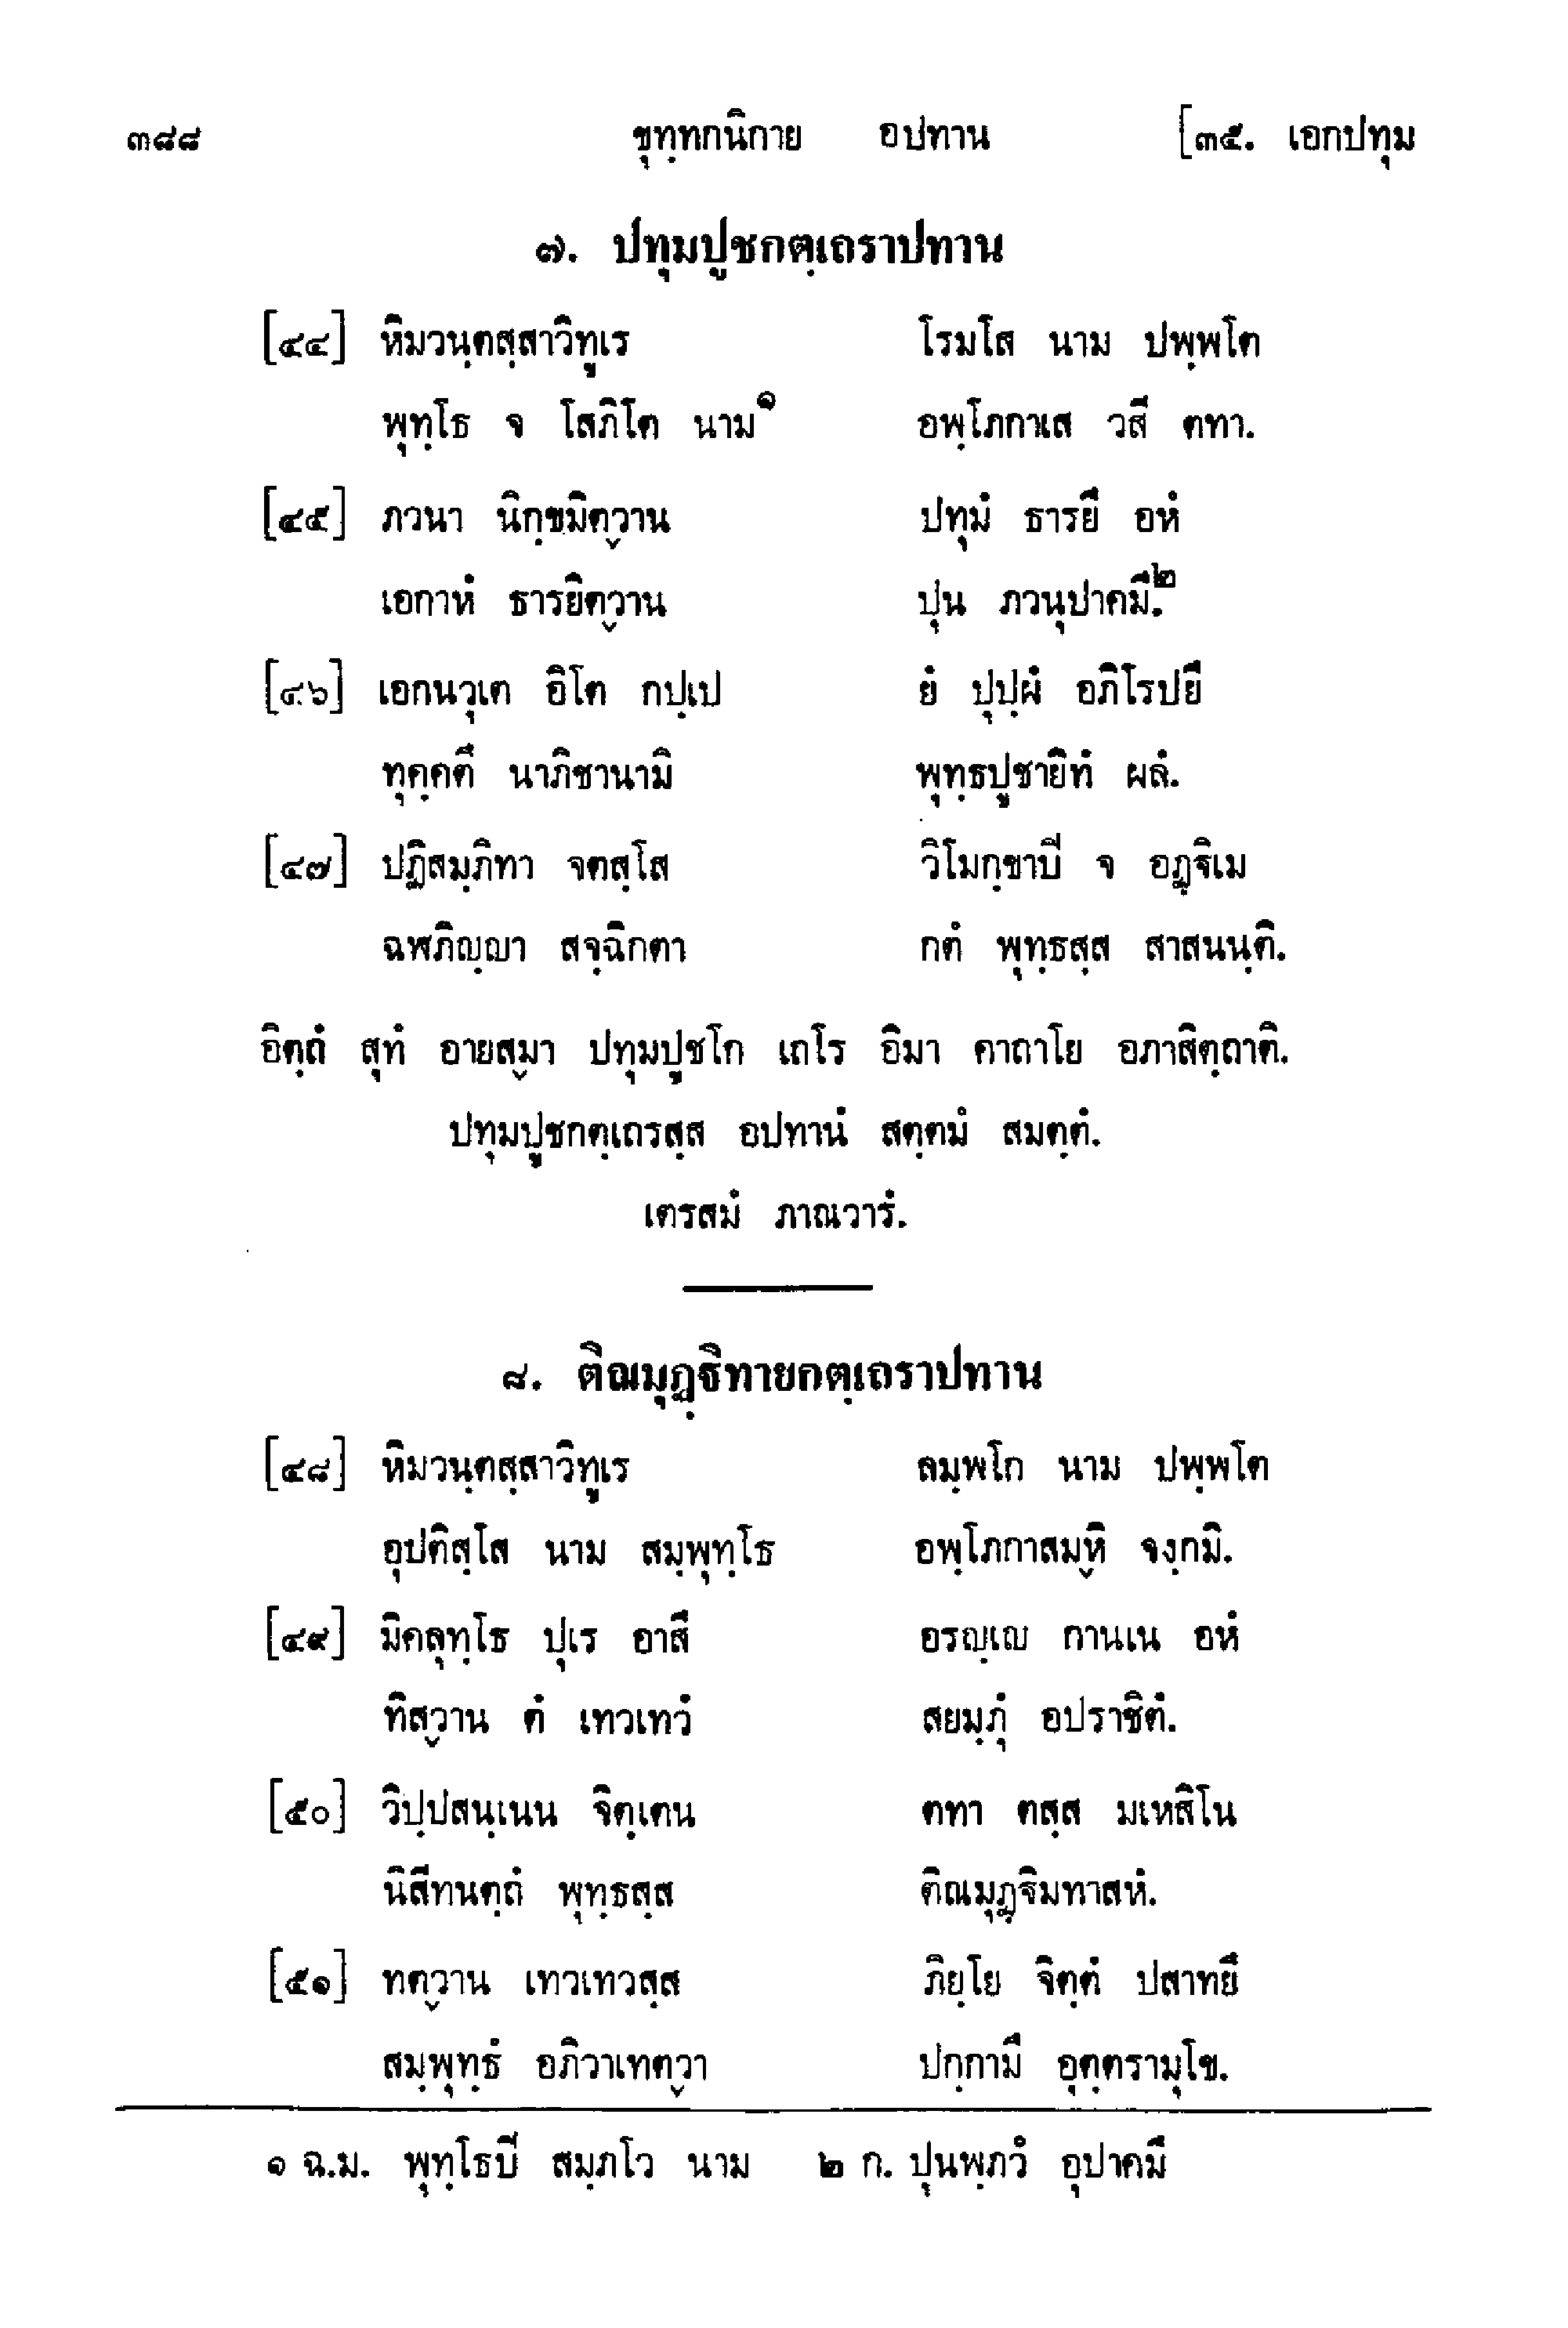 ๓๘๘ ขุทฺทกนิกาย อปทาน [๓๕. เอกปทุม
๗. ปทุมปูชกตฺเถราปทาน
[๔๔] หิมวนฺตสฺสาวิทูเร โรมโส นาม ปพฺพโต
พุทฺโธ จ โสภิโต นาม๑ อพฺโภกาเส วสี ตทา.
[๔๕] ภวนา นิกฺขมิตฺวาน ปทุมํ ธารยึ อหํ
เอกาหํ ธารยิตฺวาน ปุน ภวนุปาคมึ.๒
[๔๖] เอกนวุเต อิโต กปฺเป ยํ ปุปฺผํ อภิโรปยึ
ทุคฺคตึ นาภิชานามิ พุทฺธปูชายิทํ ผลํ.
[๔๗] ปฏิสมฺภิทา จตสฺโส วิโมกฺขาปิ จ อฏฺฐิเม
ฉฬภิญฺญา สจฺฉิกตา กตํ พุทฺธสฺส สาสนนฺติ.
อิตฺถํ สุทํ อายสฺมา ปทุมปูชโก เถโร อิมา คาถาโย อภาสิตฺถาติ.
ปทุมปูชกตฺเถรสฺส อปทานํ สตฺตมํ สมตฺตํ.
เตรสมํ ภาณวารํ.
๘. ติณมุฏฺฐิทายกตฺเถราปทาน
[๔๘] หิมวนฺตสฺสาวิทูเร ลมฺพโก นาม ปพฺพโต
อุปติสฺโส นาม สมฺพุทฺโธ อพฺโภกาสมฺหิ จงฺกมิ.
[๔๙] มิคลุทฺโธ ปุเร อาสึ อรญฺเญ กานเน อหํ
ทิสฺวาน ตํ เทวเทวํ สยมฺภุํ อปราชิตํ.
[๕๐] วิปฺปสนฺเนน จิตฺเตน ตทา ตสฺส มเหสิโน
นิสีทนตฺถํ พุทฺธสฺส ติณมุฏฺฐิมทาสหํ.
[๕๑] ทตฺวาน เทวเทวสฺส ภิยฺโย จิตฺตํ ปสาทยึ
สมฺพุทฺธํ อภิวาเทตฺวา ปกฺกามึ อุตฺตรามุโข.
๑ ฉ.ม. พุทฺโธปิ สมฺภโว นาม ๒ ก. ปุนพฺภวํ อุปาคมึ